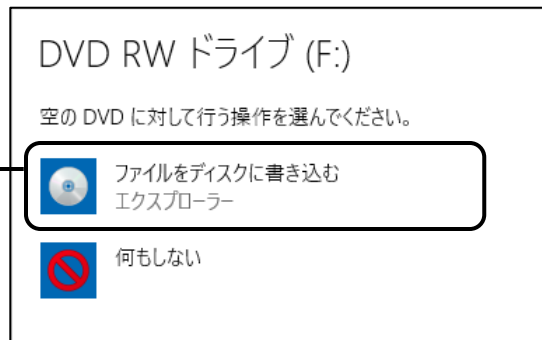 DVD RW ドライブ (F:)
空の DVD に対して行う操作を選んでください。
ファイルをディスクに書き込む
エクスプローラー
何もしない